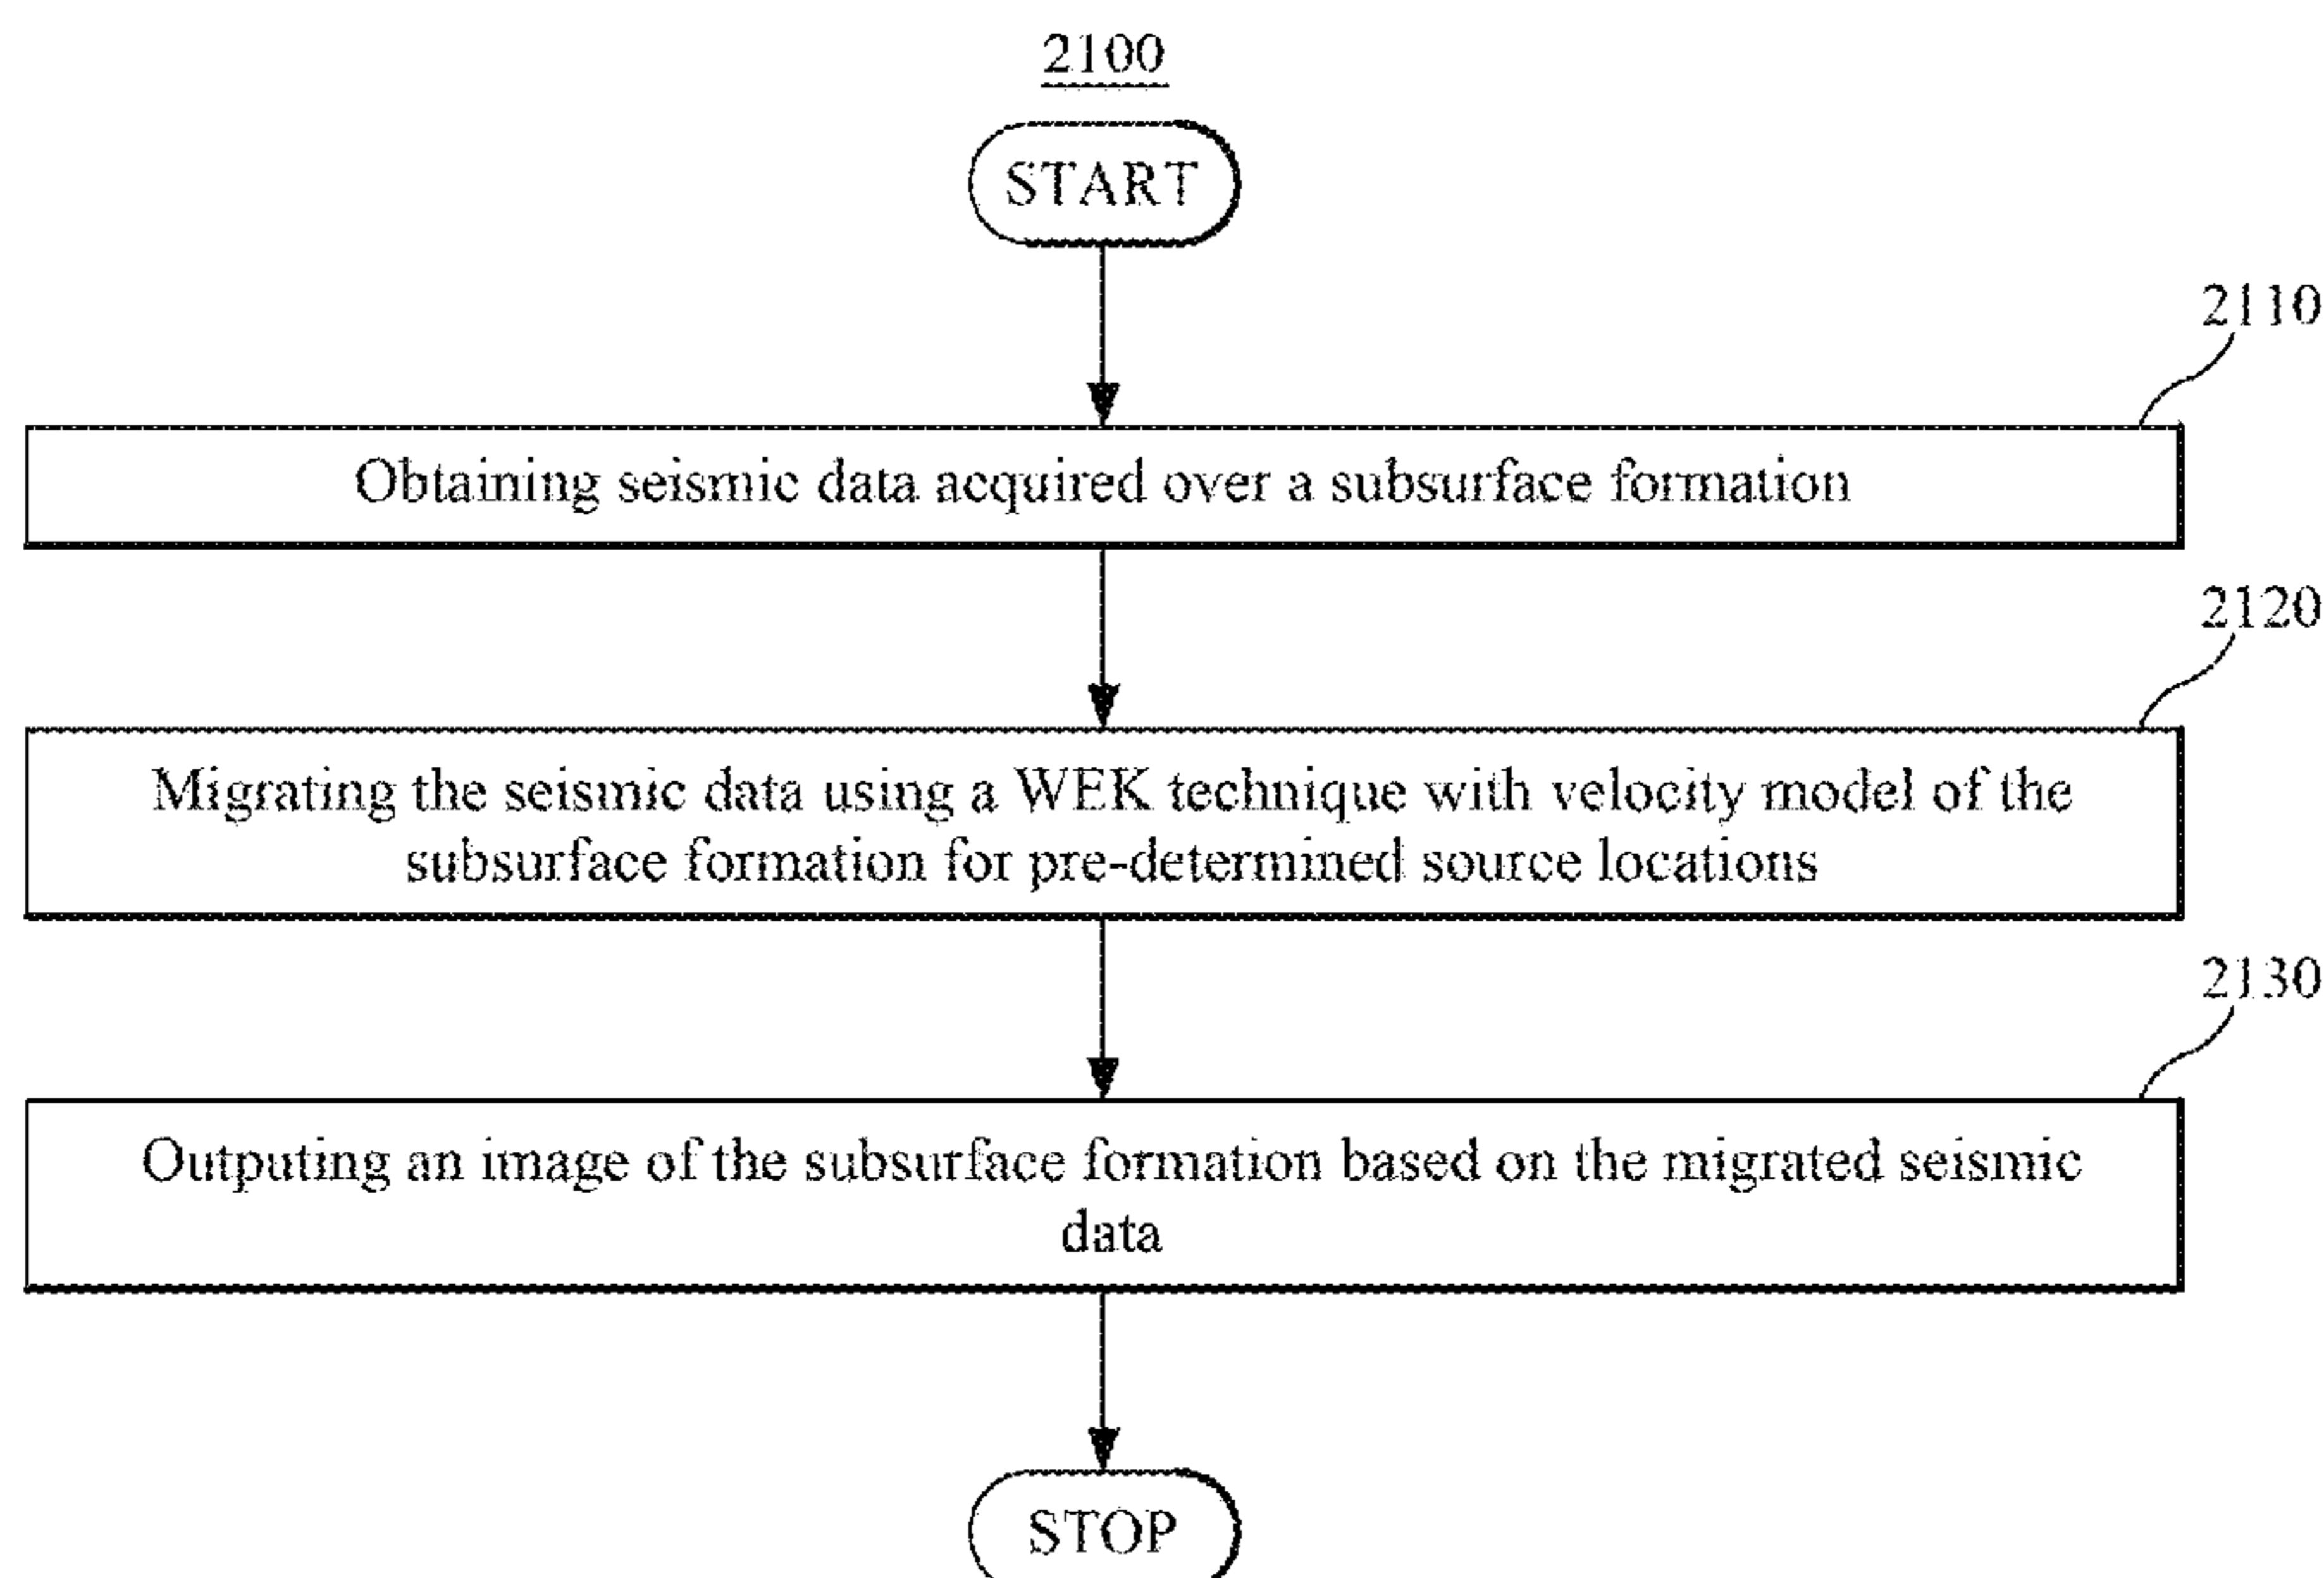 2100
START
2110
Obtaining seismic data acquired over a subsurface formation
2120
Migrating the seismic data using a WEK technique with velocity model of the
subsurface formation for pre-determined source locations
2130
Outputing an image of the subsurface formation based on the migrated seismic
data
STOP